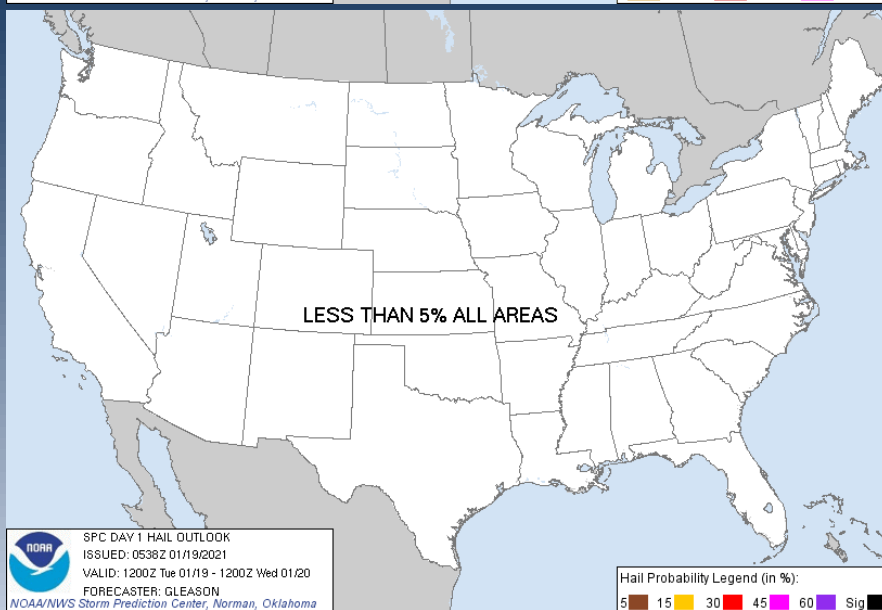 LESS THAN 5% ALL AREAS
NOAA
SPC DAY 1 HAIL OUTLOOK
ISSUED: 0538Z 01/19/2021
VALID: 1200Z Tue 01/19 - 1200Z Wed 01/20
FORECASTER: GLEASON
NOAA/NWS Storm Prediction Center, Norman, Oklahoma
Hail Probability Legend (in %):
5 15 30 45 60 Sig